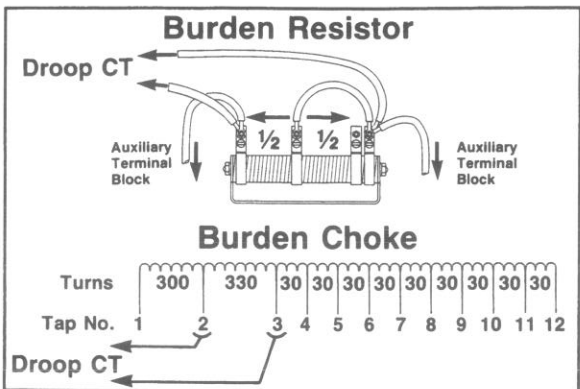 Burden Resistor
Droop CT
1/2 1/2
Auxiliary
Terminal
Block
Auxiliary
Terminal
Block
Burden Choke
Turns 300 330 30 30 30 30 30 30 30 30 30
Tap No. 1 2 3 4 5 6 7 8 9 10 11 12
Droop CT